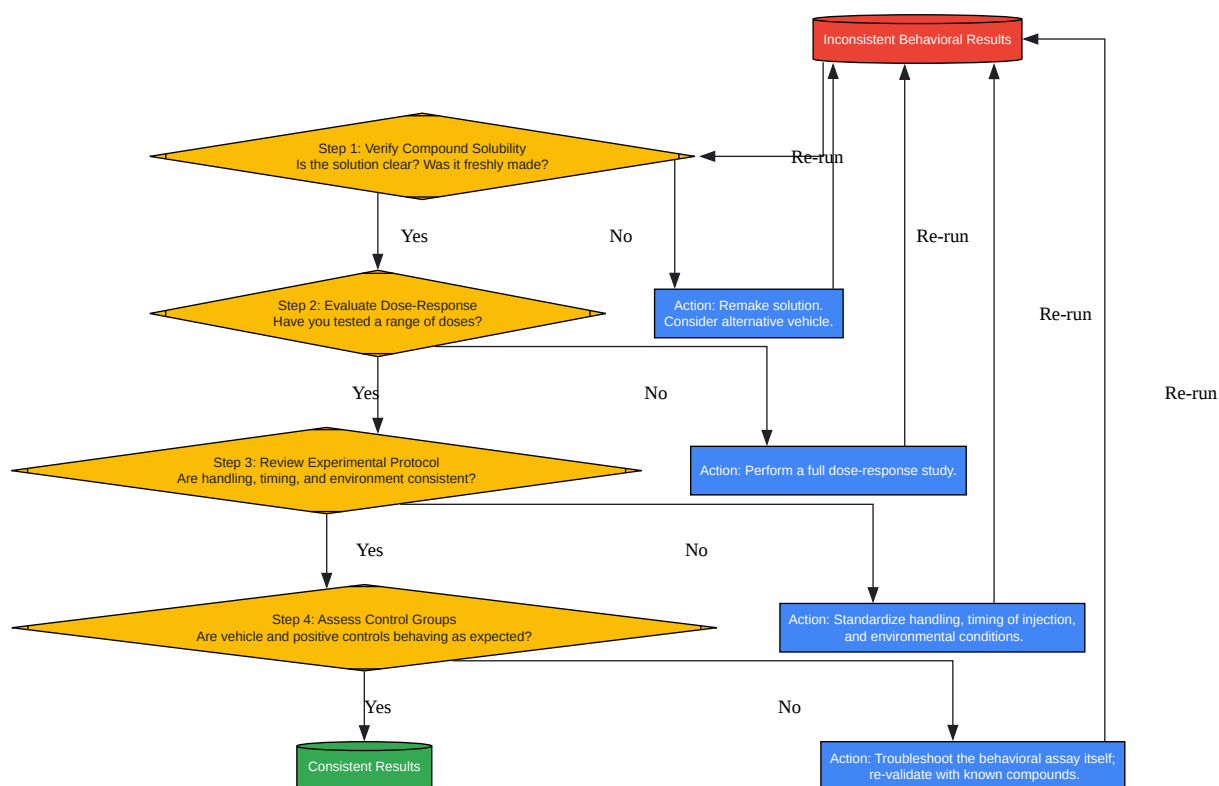 Inconsistent Behavioral Results
Step 1: Verify Compound Solubility
Is the solution clear? Was it freshly made?
Re-run
Yes
No
Re-run
Step 2: Evaluate Dose-Response
Have you tested a range of doses?
Action: Remake solution.
Consider alternative vehicle.
Re-run
Yes
No
Re-run
Step 3: Review Experimental Protocol
Are handling, timing, and environment consistent?
Action: Perform a full dose-response study.
Yes
No
Step 4: Assess Control Groups
Are vehicle and positive controls behaving as expected?
Action: Standardize handling, timing of injection,
and environmental conditions.
Yes
No
Consistent Results
Action: Troubleshoot the behavioral assay itself;
re-validate with known compounds.